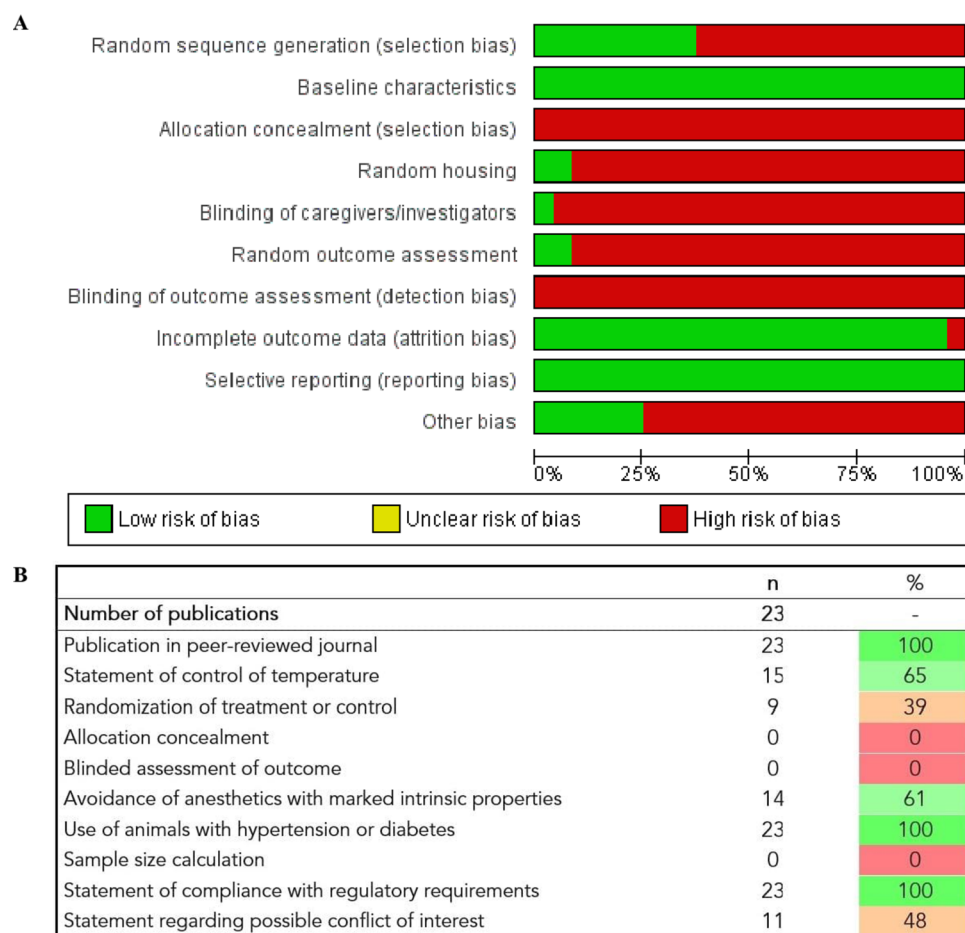 A
Random sequence generation (selection bias)
Baseline characteristics
Allocation concealment (selection bias)
Random housing
Blinding of caregivers/investigators
Random outcome assessment
Blinding of outcome assessment (detection bias)
Incomplete outcome data (attrition bias)
Selective reporting (reporting bias)
Other bias
0% 25% 50% 75% 100%
Low risk of bias Unclear risk of bias High risk of bias
B
n %
Number of publications 23 -
Publication in peer-reviewed journal 23 100
Statement of control of temperature 15 65
Randomization of treatment or control 9 39
Allocation concealment 0 0
Blinded assessment of outcome 0 0
Avoidance of anesthetics with marked intrinsic properties 14 61
Use of animals with hypertension or diabetes 23 100
Sample size calculation 0 0
Statement of compliance with regulatory requirements 23 100
Statement regarding possible conflict of interest 11 48